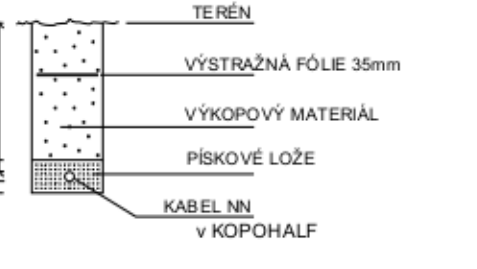 TERÉN
VÝSTRAŽNÁ FÓLIE 35mm
VÝKOPOVÝ MATERIÁL
PÍSKOVÉ LOŽE
KABEL NN
v KOPOHALF